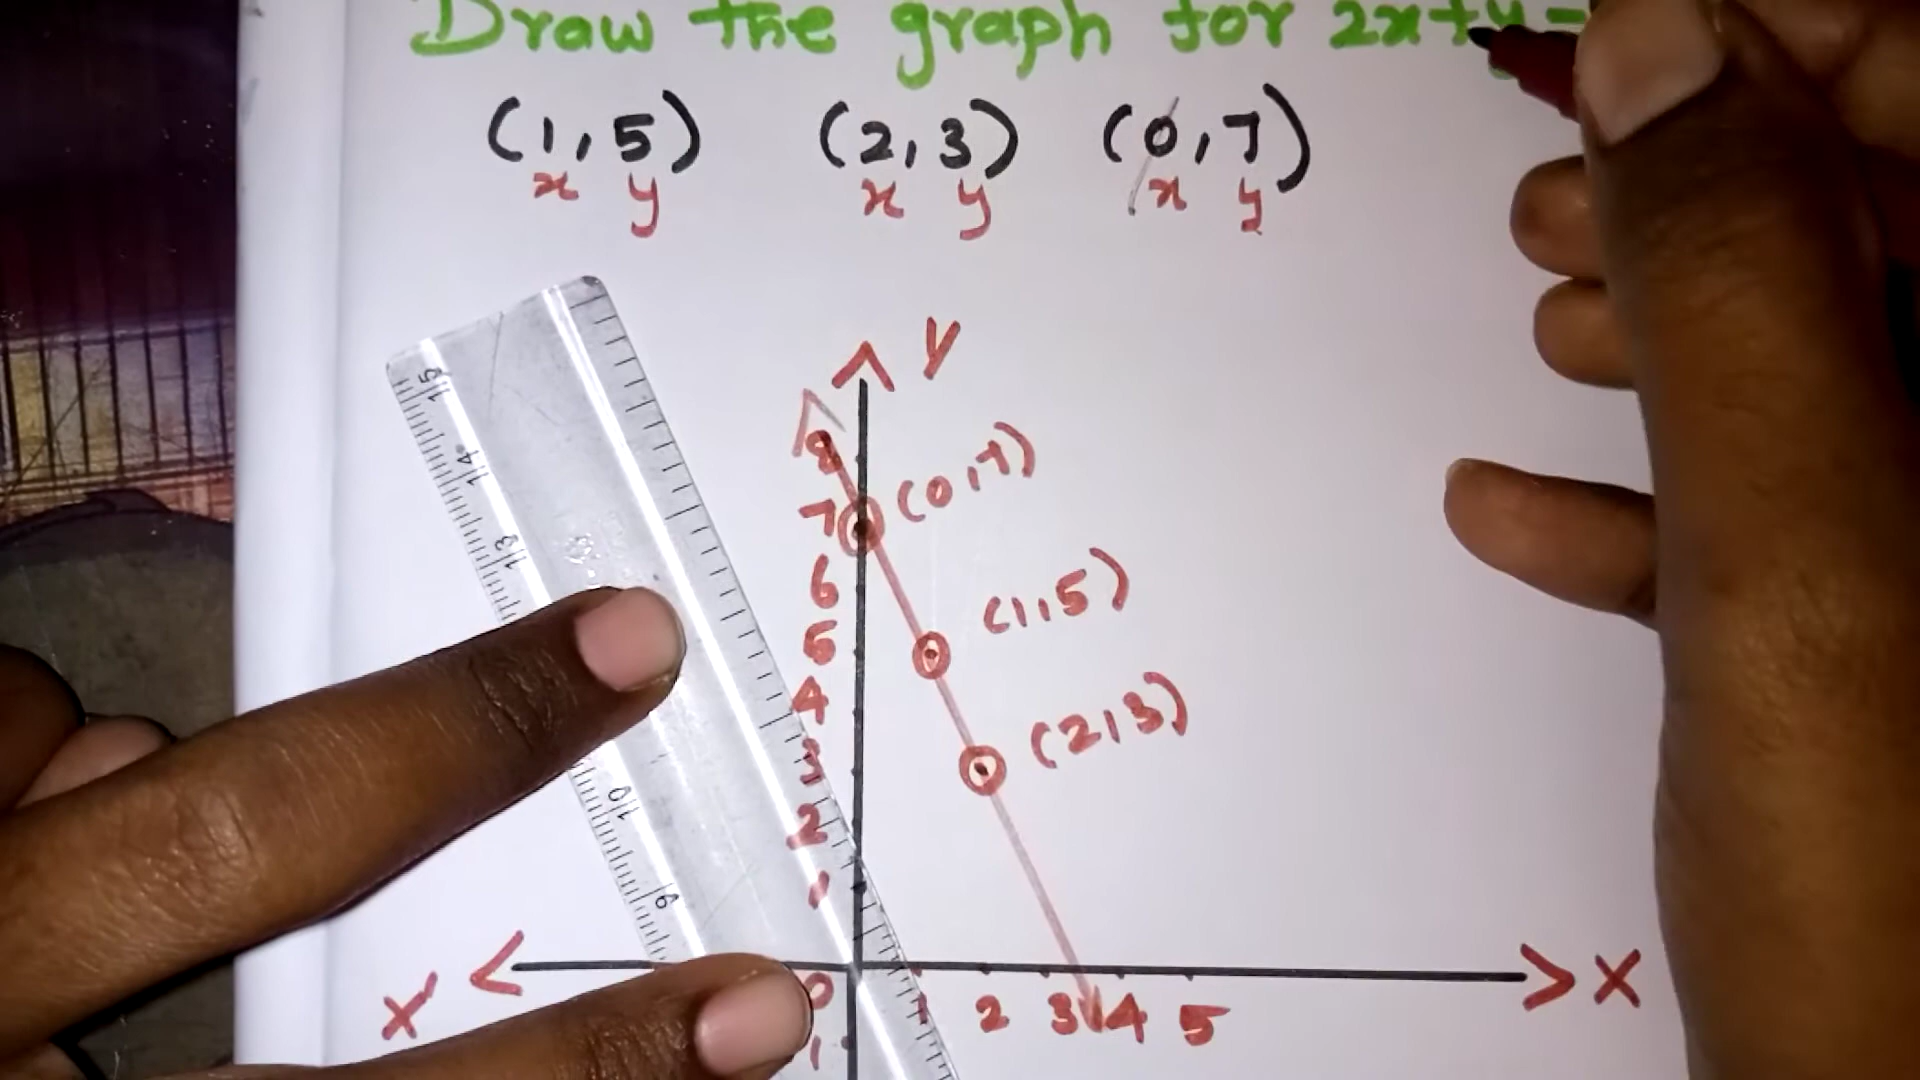 Draw the graph for 2x+y=
(1,5) (2,3) (0,7)
x y x y x y
Y
8
7 (0,7)
6 (1,5)
5
4 (2,3)
3
2
1
X' 0 1 2 3 4 5 X
1
15
14
13
10
9